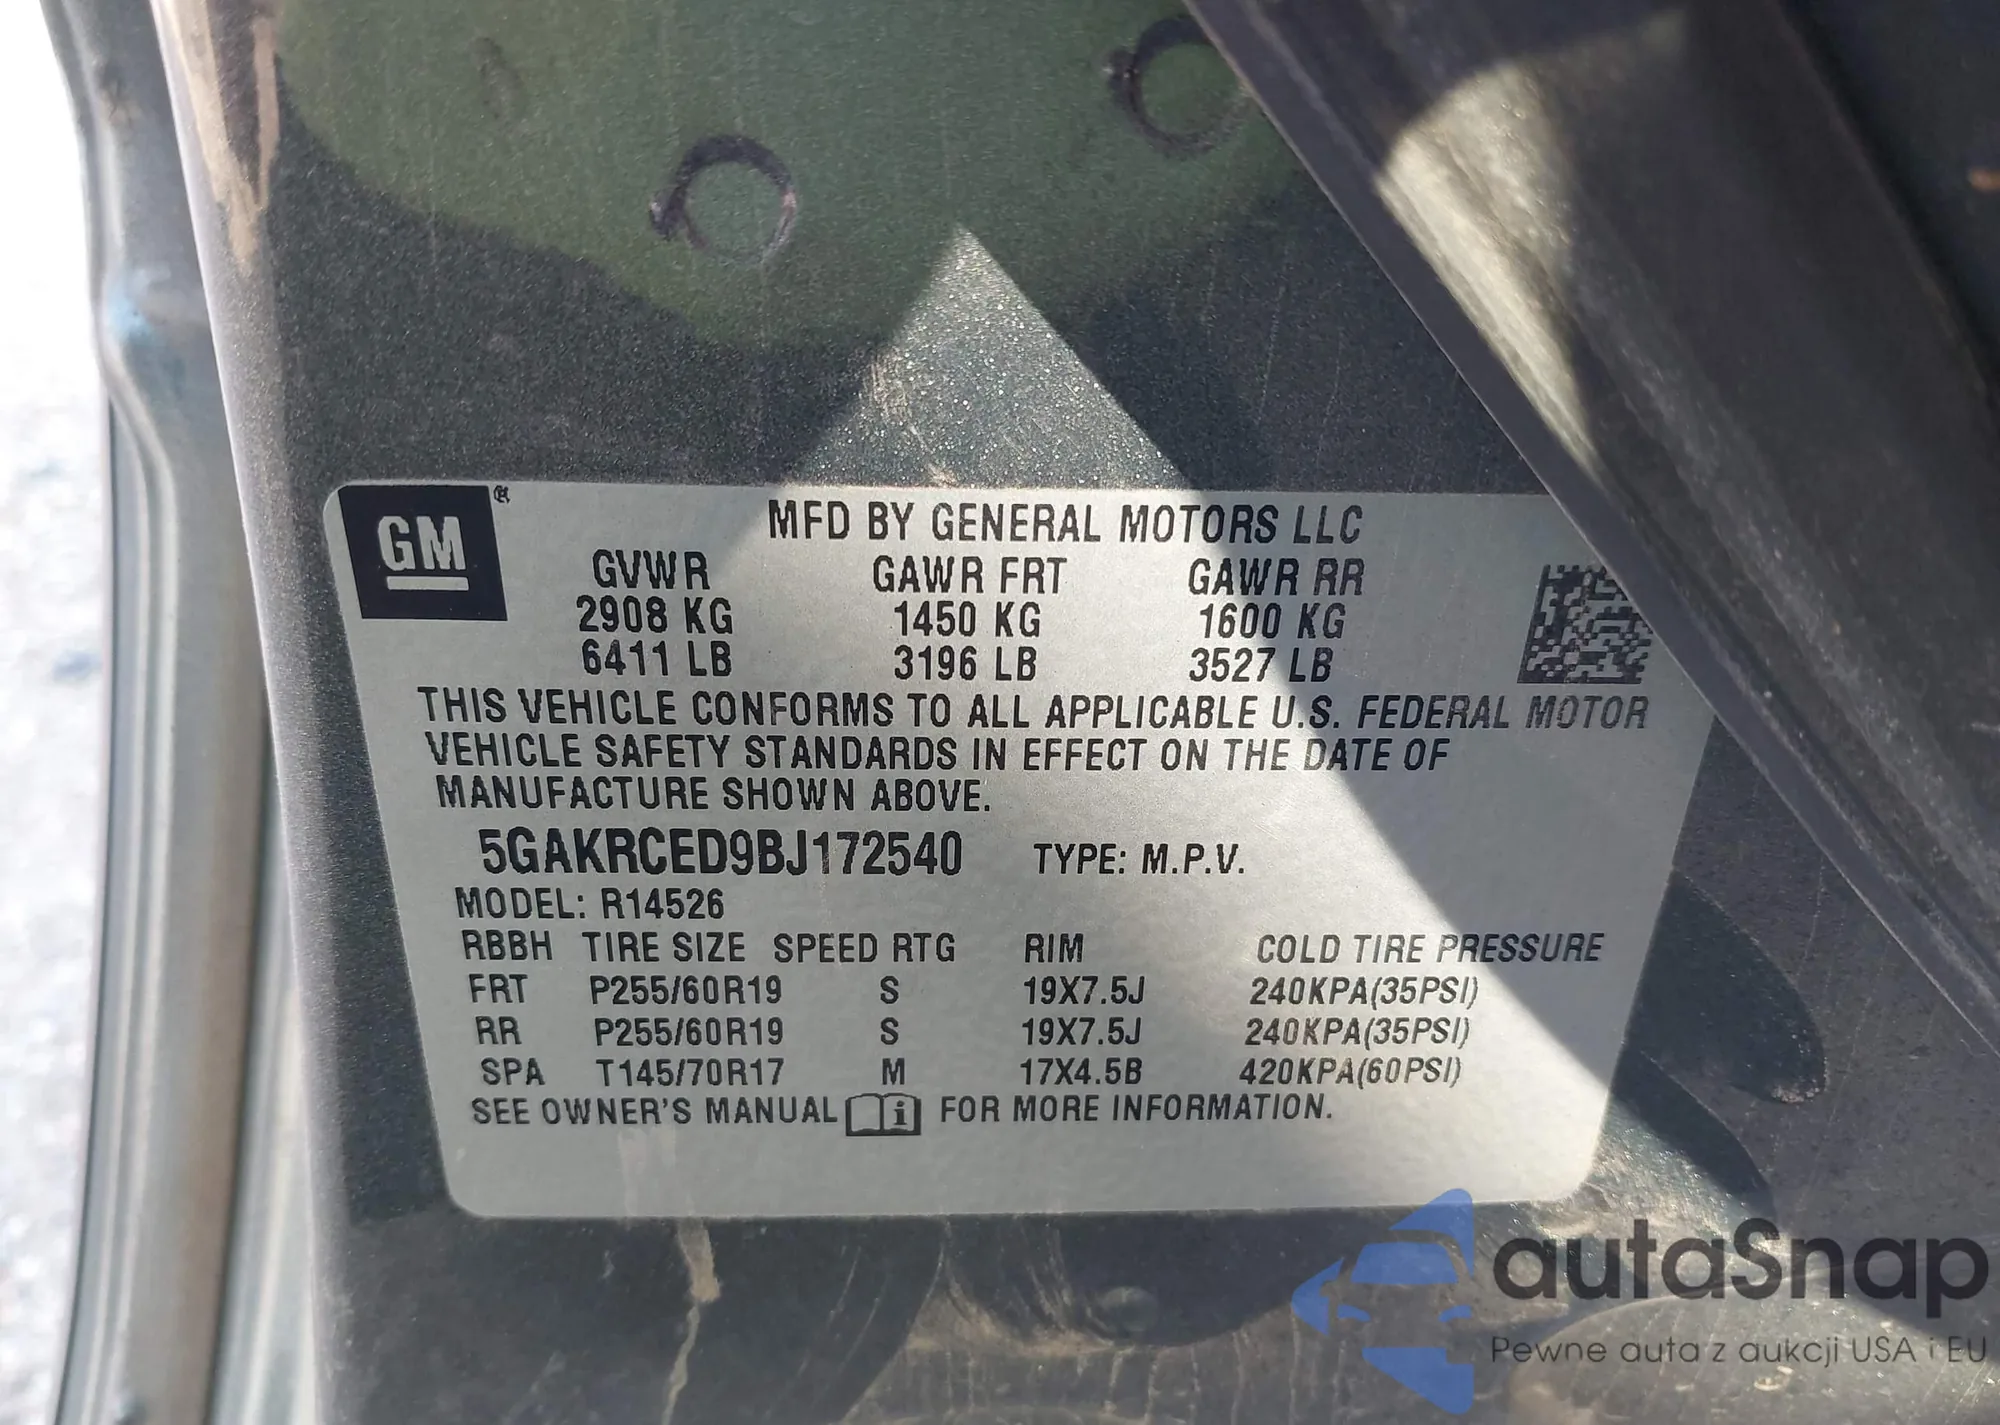 GM ®
MFD BY GENERAL MOTORS LLC
GVWR GAWR FRT GAWR RR
2908 KG 1450 KG 1600 KG
6411 LB 3196 LB 3527 LB
THIS VEHICLE CONFORMS TO ALL APPLICABLE U.S. FEDERAL MOTOR
VEHICLE SAFETY STANDARDS IN EFFECT ON THE DATE OF
MANUFACTURE SHOWN ABOVE.
5GAKRCED9BJ172540 TYPE: M.P.V.
MODEL: R14526
RBBH TIRE SIZE SPEED RTG RIM COLD TIRE PRESSURE
FRT P255/60R19 S 19X7.5J 240KPA(35PSI)
RR P255/60R19 S 19X7.5J 240KPA(35PSI)
SPA T145/70R17 M 17X4.5B 420KPA(60PSI)
SEE OWNER'S MANUAL i FOR MORE INFORMATION.
autaSnap
Pewne auta z aukcji USA i EU